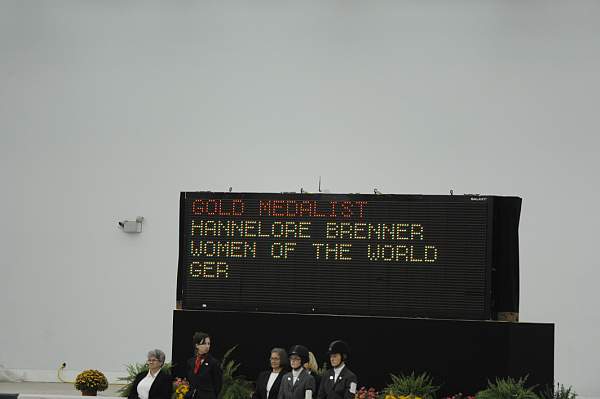 GOLD MEDALIST
HANNELORE BRENNER
WOMEN OF THE WORLD
GER